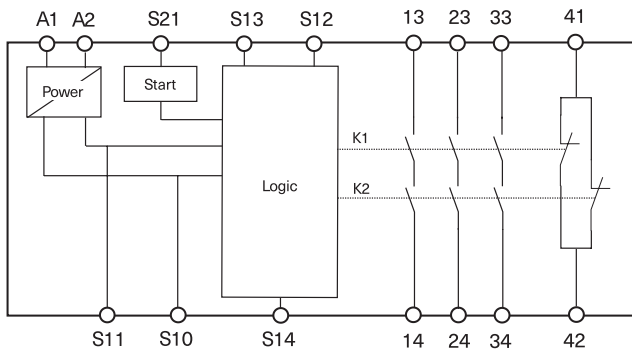 A1 A2 S21 S13 S12 13 23 33 41
Power
Start
Logic
K1
K2
S11 S10 S14 14 24 34 42